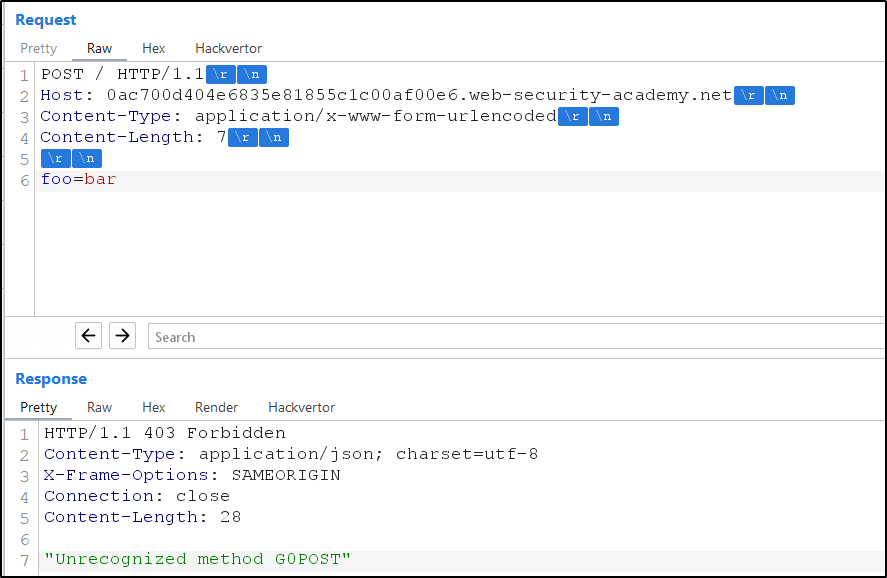 Request
Pretty Raw Hex Hackvertor
1 POST / HTTP/1.1\r\n
2 Host: 0ac700d404e6835e81855c1c00af00e6.web-security-academy.net\r\n
3 Content-Type: application/x-www-form-urlencoded\r\n
4 Content-Length: 7\r\n
5 \r\n
6 foo=bar
Search
Response
Pretty Raw Hex Render Hackvertor
1 HTTP/1.1 403 Forbidden
2 Content-Type: application/json; charset=utf-8
3 X-Frame-Options: SAMEORIGIN
4 Connection: close
5 Content-Length: 28
6
7 "Unrecognized method G0POST"